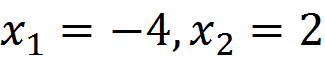 x₁ = −4, x₂ = 2